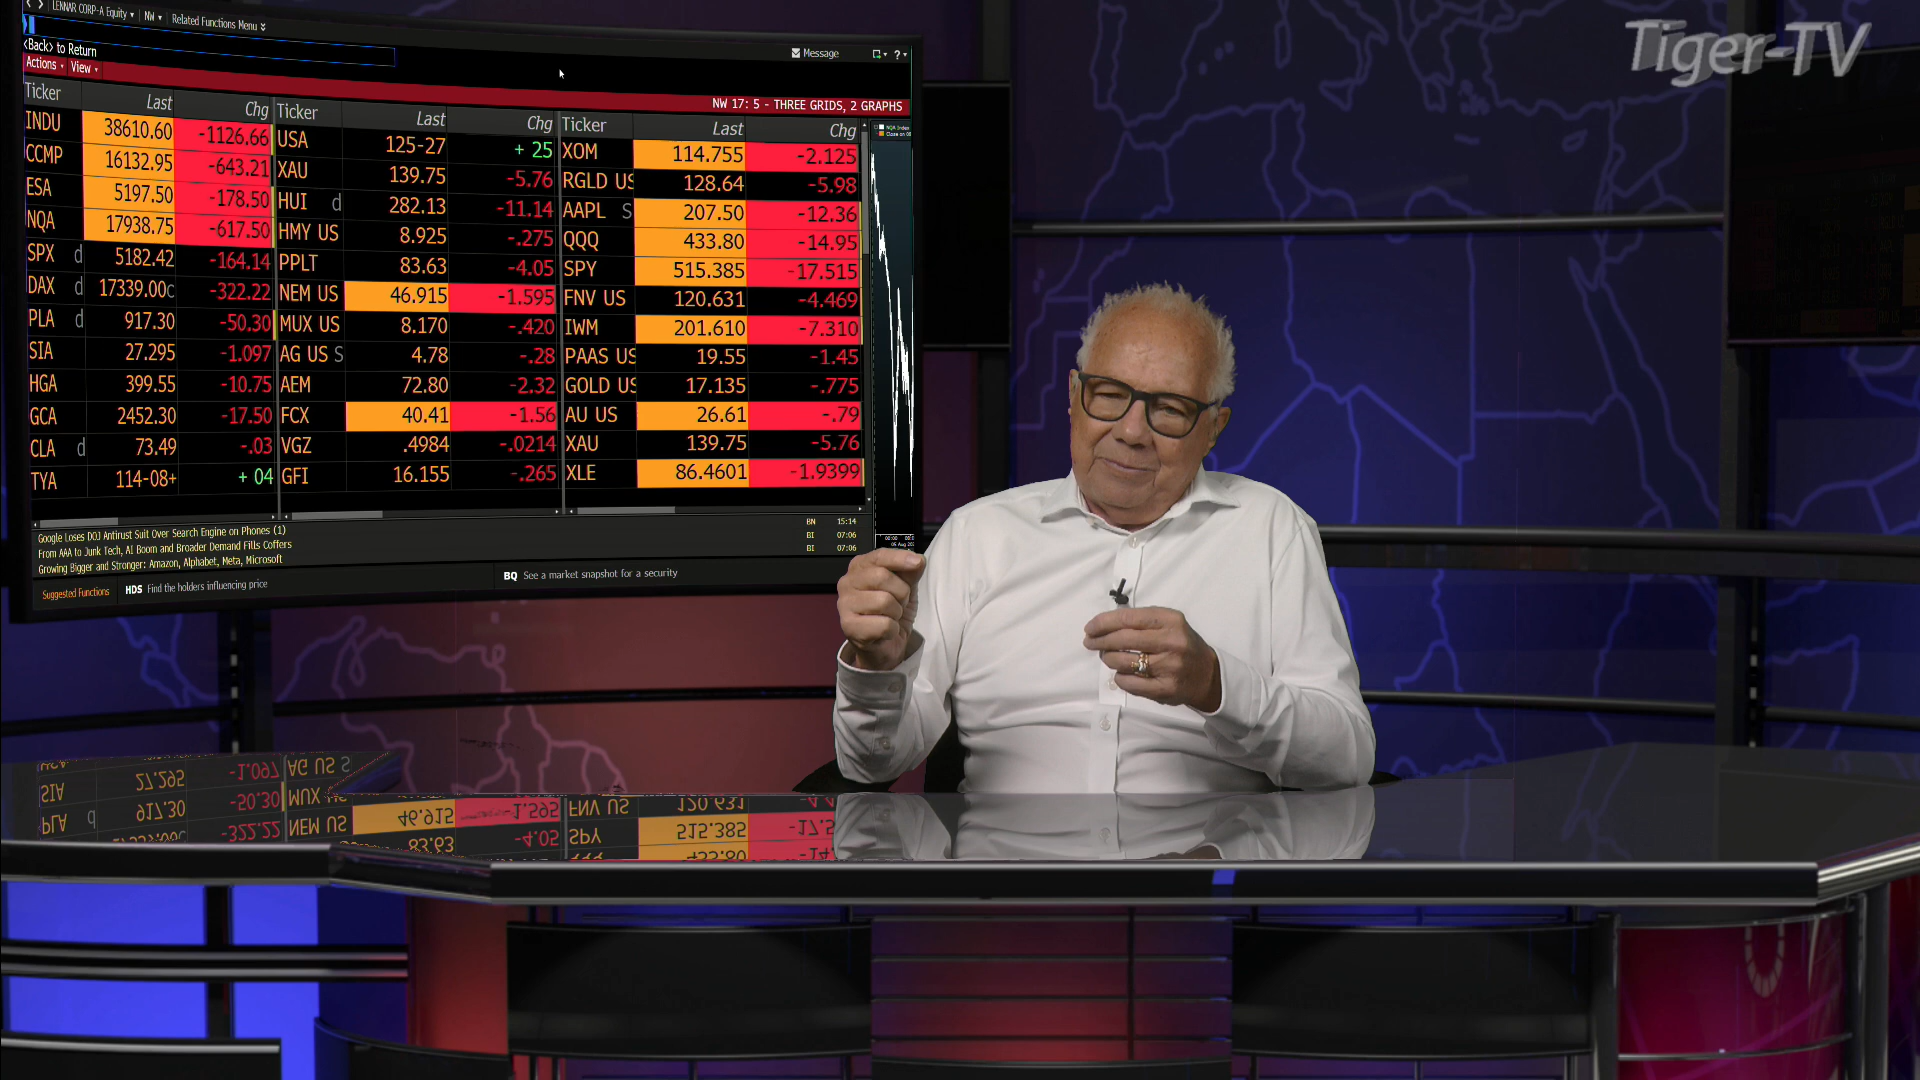 LENNAR CORP-A Equity NW Related Functions Menu
Tiger-TV
<Back> to Return
Message
Actions View
NW 17: 5 - THREE GRIDS, 2 GRAPHS
Ticker Last Chg Ticker Last Chg Ticker Last Chg
INDU 38610.60 -1126.66 USA 125-27 + 25 XOM 114.755 -2.125
CCMP 16132.95 -643.21 XAU 139.75 -5.76 RGLD US 128.64 -5.98
ESA 5197.50 -178.50 HUI d 282.13 -11.14 AAPL S 207.50 -12.36
NQA 17938.75 -617.50 HMY US 8.925 -.275 QQQ 433.80 -14.95
SPX d 5182.42 -164.14 PPLT 83.63 -4.05 SPY 515.385 -17.515
DAX d 17339.00c -322.22 NEM US 46.915 -1.595 FNV US 120.631 -4.469
PLA d 917.30 -50.30 MUX US 8.170 -.420 IWM 201.610 -7.310
SIA 27.295 -1.097 AG US S 4.78 -.28 PAAS US 19.55 -1.45
HGA 399.55 -10.75 AEM 72.80 -2.32 GOLD US 17.135 -.775
GCA 2452.30 -17.50 FCX 40.41 -1.56 AU US 26.61 -.79
CLA d 73.49 -.03 VGZ .4984 -.0214 XAU 139.75 -5.76
TYA 114-08+ + 04 GFI 16.155 -.265 XLE 86.4601 -1.9399
Google Loses DOJ Antitrust Suit Over Search Engine on Phones (1) BN 15:14
From AAA to Junk Tech, AI Boom and Broader Demand Fills Coffers BI 07:06
Growing Bigger and Stronger: Amazon, Alphabet, Meta, Microsoft BI 07:06
Suggested Functions HDS Find the holders influencing price BQ See a market snapshot for a security